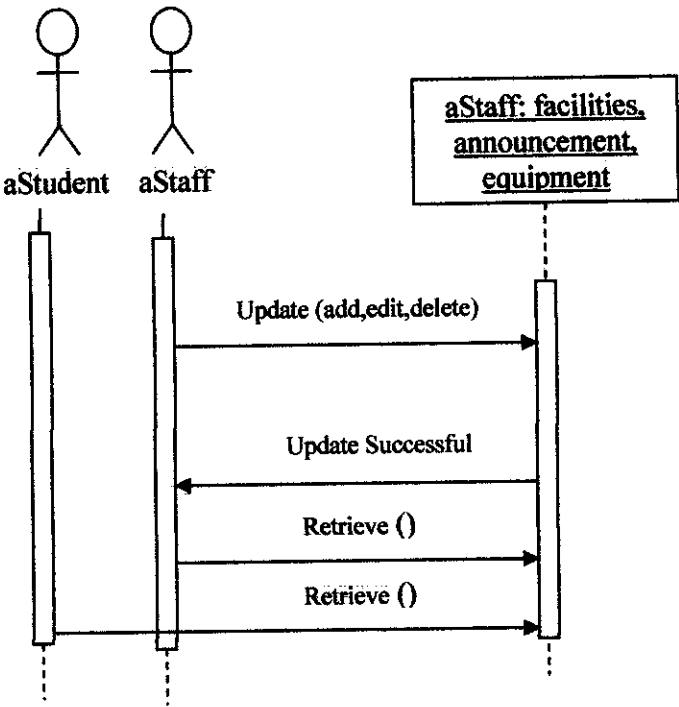 aStaff: facilities,
announcement,
equipment
aStudent aStaff
Update (add,edit,delete)
Update Successful
Retrieve ()
Retrieve ()